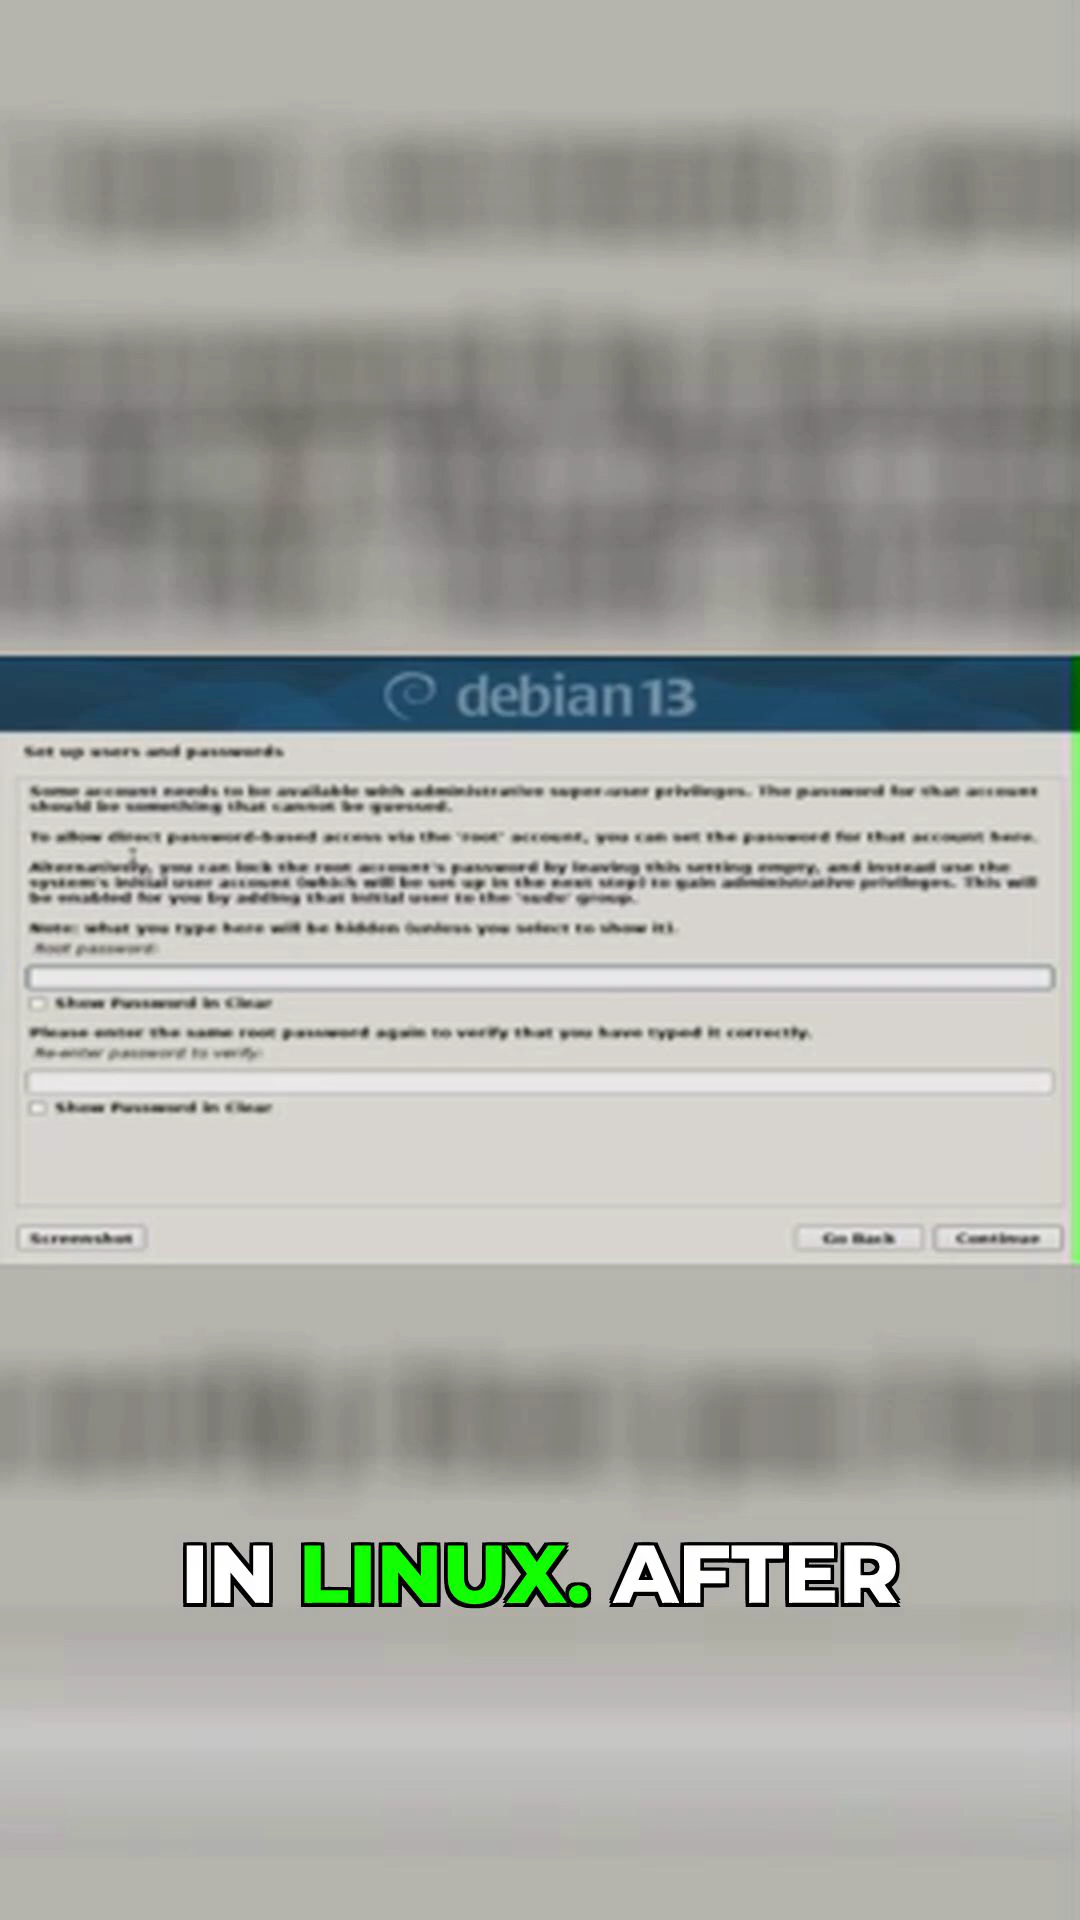 debian 13
Set up users and passwords
Some account needs to be available with administrative super-user privileges. The password for that account
should be something that cannot be guessed.
To allow direct password-based access via the 'root' account, you can set the password for that account here.
Alternatively, you can lock the root account's password by leaving this setting empty, and instead use the
system's initial user account (which will be set up in the next step) to gain administrative privileges. This will
be enabled for you by adding that initial user to the 'sudo' group.
Note: what you type here will be hidden (unless you select to show it).
Root password:
Show Password in Clear
Please enter the same root password again to verify that you have typed it correctly.
Re-enter password to verify:
Show Password in Clear
Screenshot
Go Back
Continue
IN LINUX. AFTER